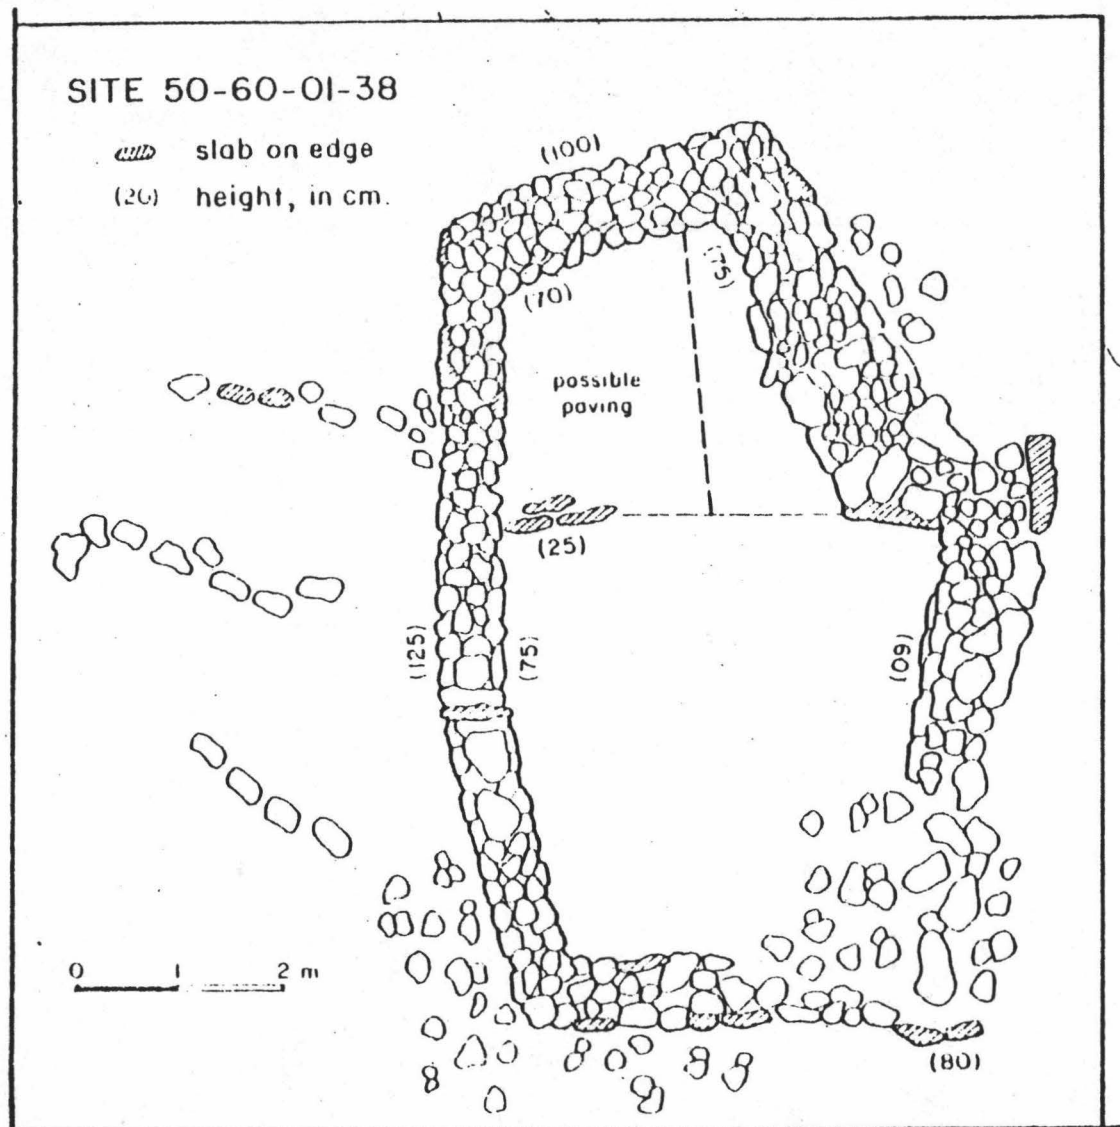 SITE 50-60-01-38
slab on edge
(20) height, in cm.
(100)
(75)
(70)
possible
paving
(25)
(125)
(75)
(60)
0 1 2 m
(80)